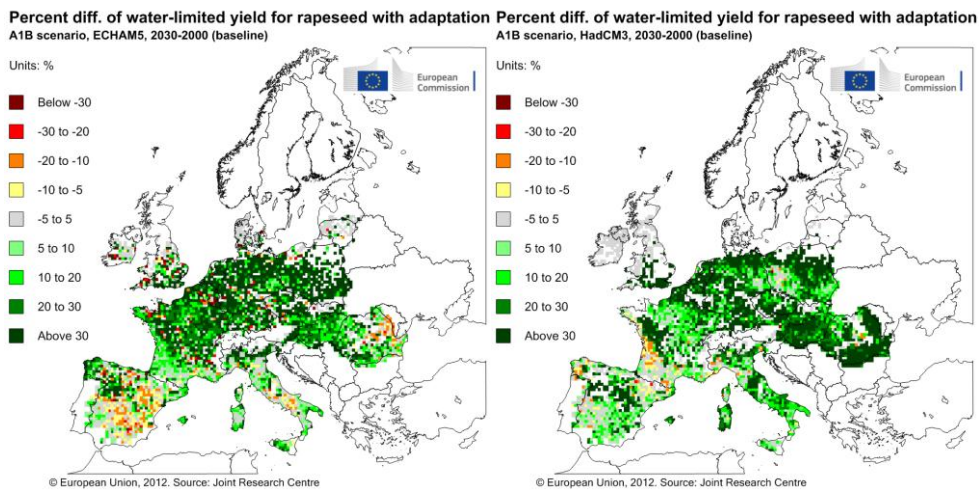 Percent diff. of water-limited yield for rapeseed with adaptation
A1B scenario, ECHAM5, 2030-2000 (baseline)
Units: %
European
Commission
Below -30
-30 to -20
-20 to -10
-10 to -5
-5 to 5
5 to 10
10 to 20
20 to 30
Above 30
© European Union, 2012. Source: Joint Research Centre
Percent diff. of water-limited yield for rapeseed with adaptation
A1B scenario, HadCM3, 2030-2000 (baseline)
Units: %
European
Commission
Below -30
-30 to -20
-20 to -10
-10 to -5
-5 to 5
5 to 10
10 to 20
20 to 30
Above 30
© European Union, 2012. Source: Joint Research Centre